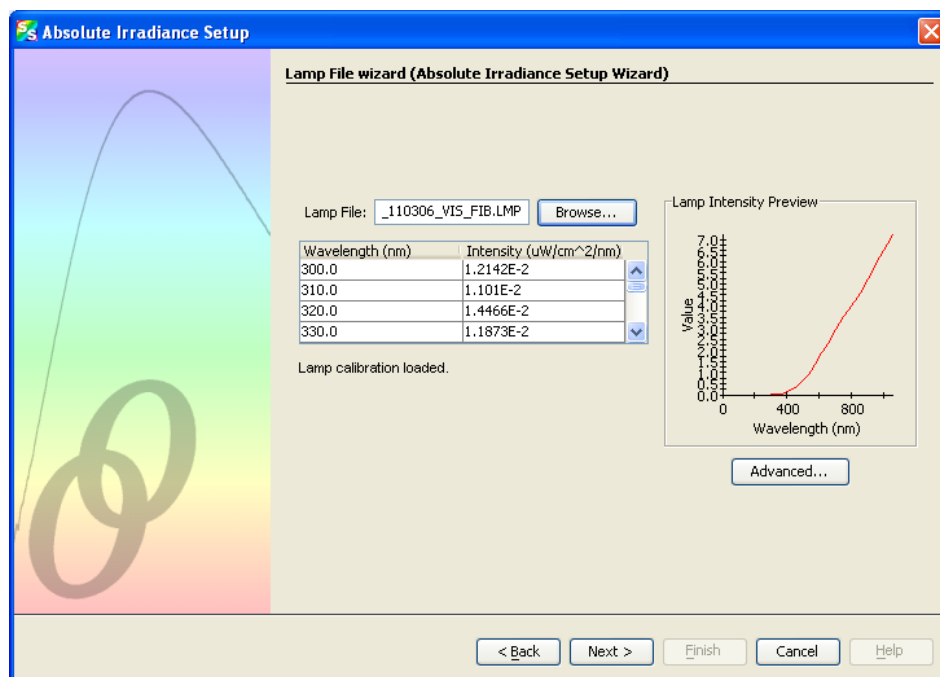 Absolute Irradiance Setup
Lamp File wizard (Absolute Irradiance Setup Wizard)
Lamp File: _110306_VIS_FIB.LMP Browse...
Wavelength (nm) Intensity (uW/cm^2/nm)
300.0 1.2142E-2
310.0 1.101E-2
320.0 1.4466E-2
330.0 1.1873E-2
Lamp calibration loaded.
Lamp Intensity Preview
Value
7.0
6.5
6.0
5.5
5.0
4.5
4.0
3.5
3.0
2.5
2.0
1.5
1.0
0.5
0.0
0 400 800
Wavelength (nm)
Advanced...
< Back Next > Finish Cancel Help